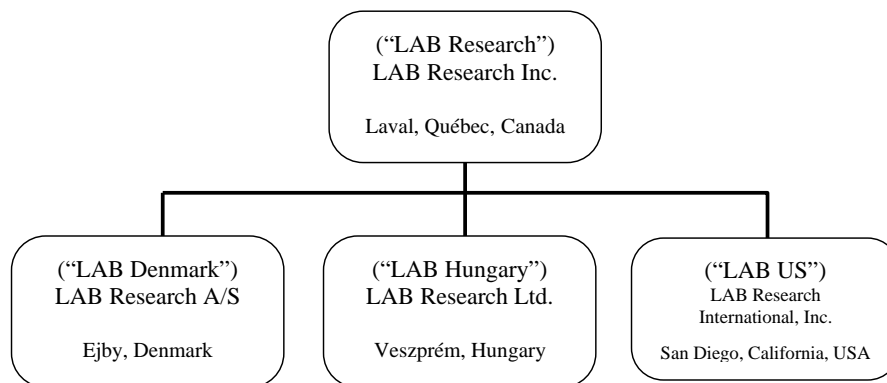 (“LAB Research”)
LAB Research Inc.
Laval, Québec, Canada
(“LAB Denmark”)
LAB Research A/S
Ejby, Denmark
(“LAB Hungary”)
LAB Research Ltd.
Veszprém, Hungary
(“LAB US”)
LAB Research
International, Inc.
San Diego, California, USA